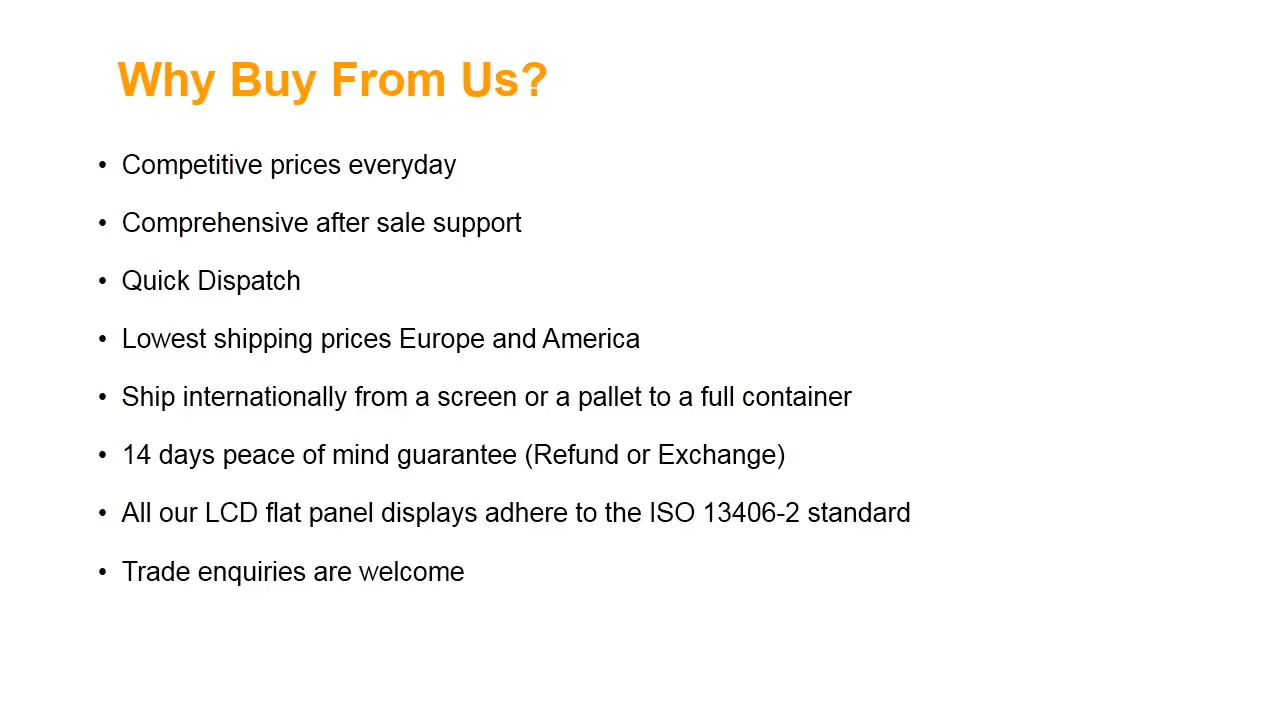 Why Buy From Us?
• Competitive prices everyday
• Comprehensive after sale support
• Quick Dispatch
• Lowest shipping prices Europe and America
• Ship internationally from a screen or a pallet to a full container
• 14 days peace of mind guarantee (Refund or Exchange)
• All our LCD flat panel displays adhere to the ISO 13406-2 standard
• Trade enquiries are welcome